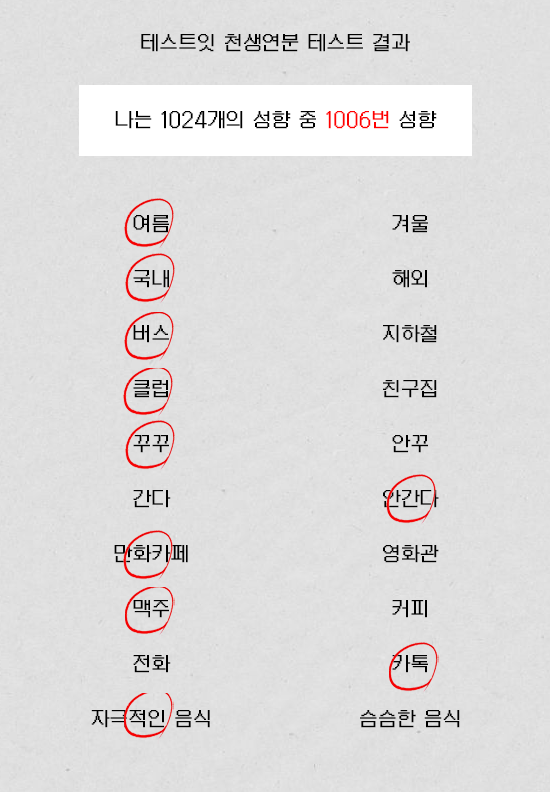 테스트잇 천생연분 테스트 결과
나는 1024개의 성향 중 1006번 성향
여름 겨울
국내 해외
버스 지하철
클럽 친구집
꾸꾸 안꾸
간다 안간다
만화카페 영화관
맥주 커피
전화 카톡
자극적인 음식 슴슴한 음식